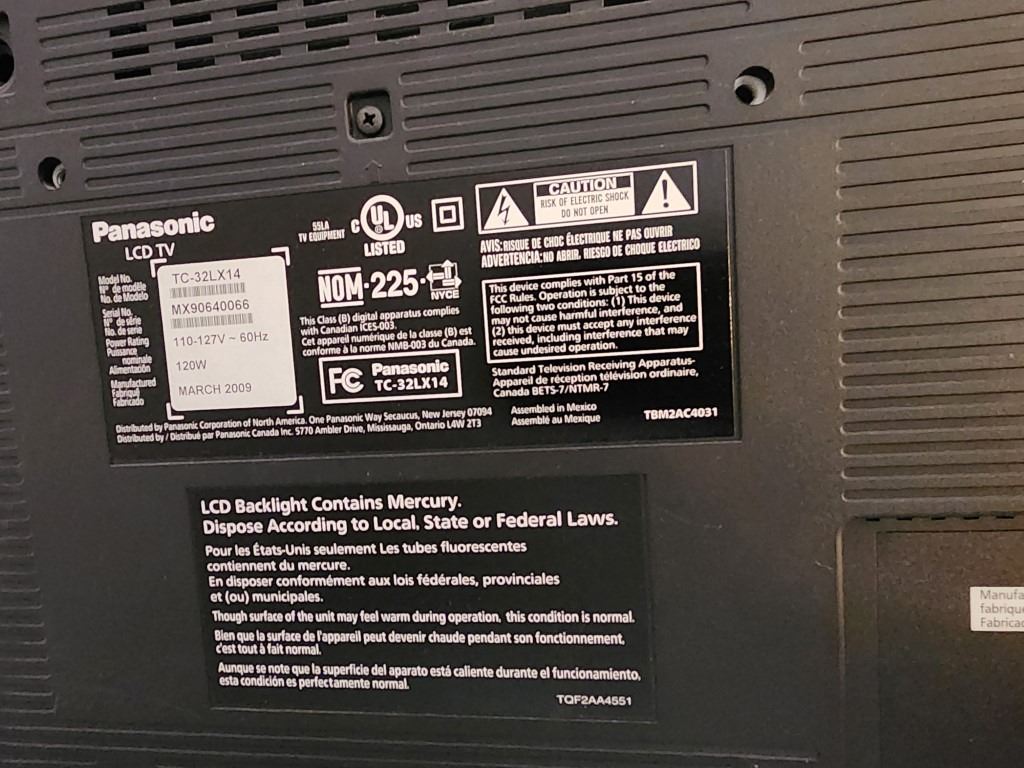 Panasonic
LCD TV
Model No.
N° de modèle
No. de Modelo
TC-32LX14
Serial No.
N° de série
No. de serie
MX90640066
Power Rating
Puissance
nominale
Alimentación
110-127V ~ 60Hz
120W
Manufactured
Fabriqué
Fabricado
MARCH 2009
55LA
TV EQUIPMENT
C UL US
LISTED
NOM-225-
NYCE
This Class (B) digital apparatus complies
with Canadian ICES-003.
Cet appareil numérique de la classe (B) est
conforme à la norme NMB-003 du Canada.
FC Panasonic
TC-32LX14
CAUTION
RISK OF ELECTRIC SHOCK
DO NOT OPEN
AVIS: RISQUE DE CHOC ÉLECTRIQUE NE PAS OUVRIR
ADVERTENCIA: NO ABRIR. RIESGO DE CHOQUE ELECTRICO
This device complies with Part 15 of the
FCC Rules. Operation is subject to the
following two conditions: (1) This device
may not cause harmful interference, and
(2) this device must accept any interference
received, including interference that may
cause undesired operation.
Standard Television Receiving Apparatus-
Appareil de réception télévision ordinaire,
Canada BETS-7/NTMR-7
Assembled in Mexico
Assemblé au Mexique
TBM2AC4031
Distributed by Panasonic Corporation of North America. One Panasonic Way Secaucus, New Jersey 07094
Distributed by / Distribué par Panasonic Canada Inc. 5770 Ambler Drive, Mississauga, Ontario L4W 2T3
LCD Backlight Contains Mercury.
Dispose According to Local, State or Federal Laws.
Pour les États-Unis seulement Les tubes fluorescentes
contiennent du mercure.
En disposer conformément aux lois fédérales, provinciales
et (ou) municipales.
Though surface of the unit may feel warm during operation, this condition is normal.
Bien que la surface de l'appareil peut devenir chaude pendant son fonctionnement,
c'est tout à fait normal.
Aunque se note que la superficie del aparato está caliente durante el funcionamiento,
esta condición es perfectamente normal.
TQF2AA4551
Manufa
fabrique
Fabricad